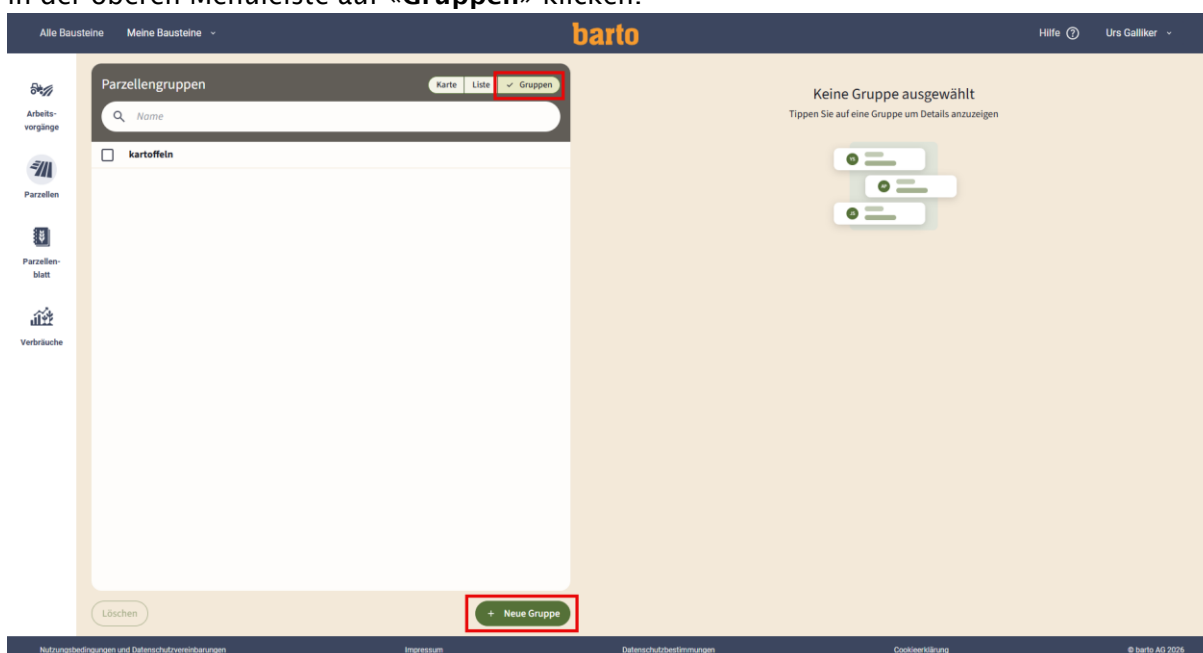 in der oberen Menüleiste auf «Gruppen» klicken.
Alle Bausteine Meine Bausteine barto Hilfe ? Urs Galliker
Parzellengruppen Karte Liste Gruppen
Name
kartoffeln
Arbeits-
vorgänge
Parzellen
Parzellen-
blatt
Verbräuche
Keine Gruppe ausgewählt
Tippen Sie auf eine Gruppe um Details anzuzeigen
Löschen + Neue Gruppe
Nutzungsbedingungen und Datenschutzvereinbarungen Impressum Datenschutzbestimmungen Cookieerklärung © barto AG 2026